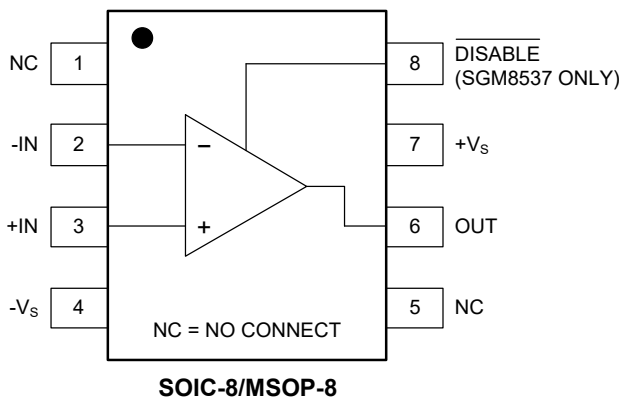 NC 1
-IN 2
+IN 3
-VS 4
−
+
8 DISABLE
(SGM8537 ONLY)
7 +VS
6 OUT
5 NC
NC = NO CONNECT
SOIC-8/MSOP-8